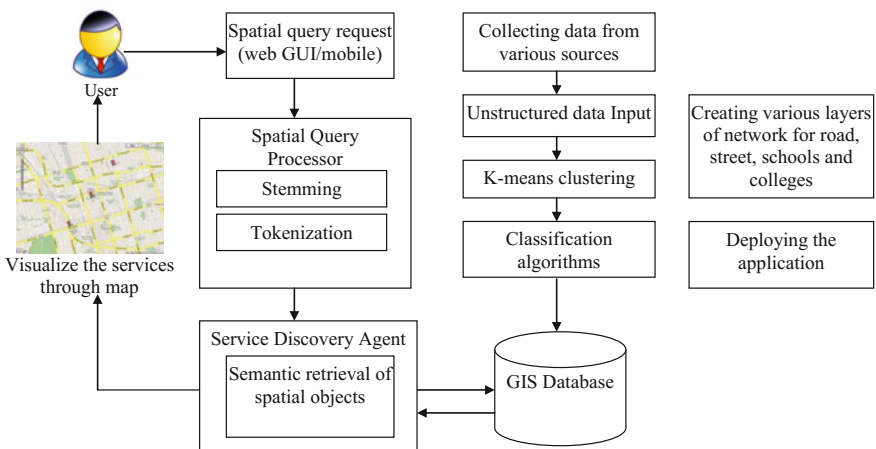 User
Spatial query request
(web GUI/mobile)
Spatial Query
Processor
Stemming
Tokenization
Visualize the services
through map
Service Discovery Agent
Semantic retrieval of
spatial objects
Collecting data from
various sources
Unstructured data Input
K-means clustering
Classification
algorithms
GIS Database
Creating various layers
of network for road,
street, schools and
colleges
Deploying the
application